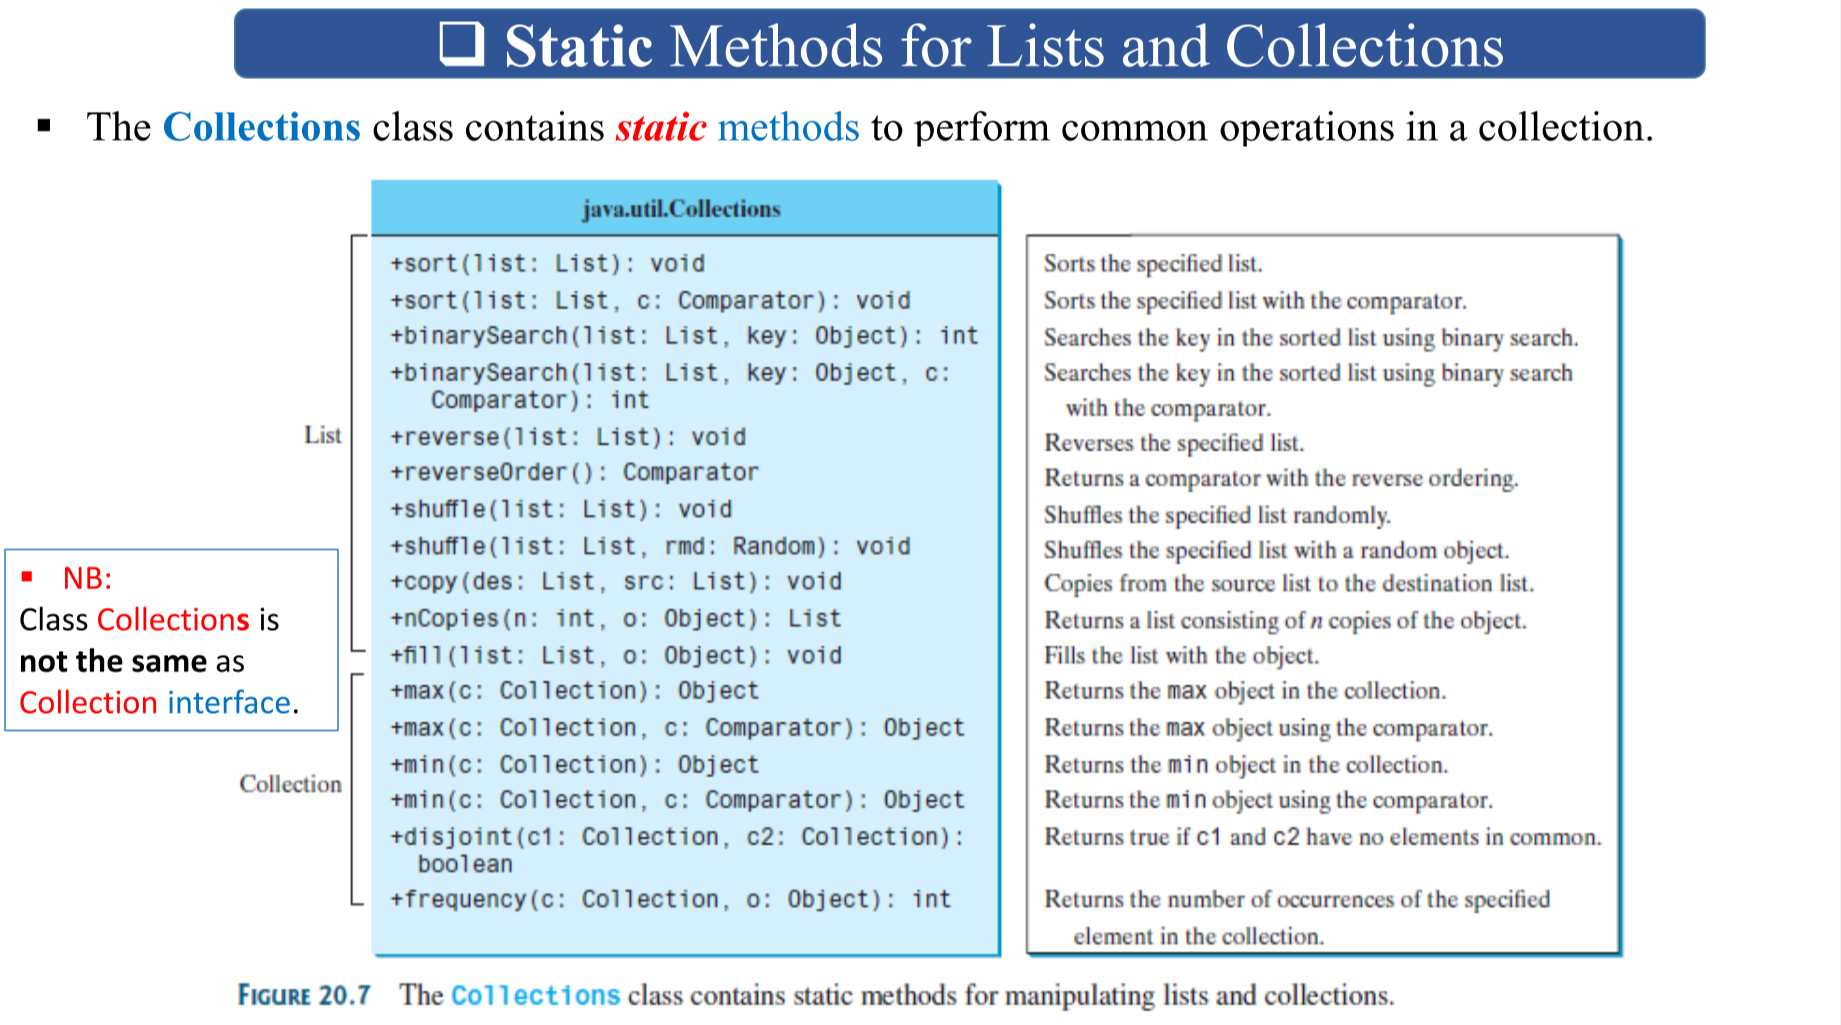 ❑ Static Methods for Lists and Collections
▪ The Collections class contains static methods to perform common operations in a collection.
java.util.Collections
List
+sort(list: List): void
Sorts the specified list.
+sort(list: List, c: Comparator): void
Sorts the specified list with the comparator.
+binarySearch(list: List, key: Object): int
Searches the key in the sorted list using binary search.
+binarySearch(list: List, key: Object, c:
Comparator): int
Searches the key in the sorted list using binary search
with the comparator.
+reverse(list: List): void
Reverses the specified list.
+reverseOrder(): Comparator
Returns a comparator with the reverse ordering.
+shuffle(list: List): void
Shuffles the specified list randomly.
+shuffle(list: List, rmd: Random): void
Shuffles the specified list with a random object.
+copy(des: List, src: List): void
Copies from the source list to the destination list.
+nCopies(n: int, o: Object): List
Returns a list consisting of n copies of the object.
+fill(list: List, o: Object): void
Fills the list with the object.
Collection
+max(c: Collection): Object
Returns the max object in the collection.
+max(c: Collection, c: Comparator): Object
Returns the max object using the comparator.
+min(c: Collection): Object
Returns the min object in the collection.
+min(c: Collection, c: Comparator): Object
Returns the min object using the comparator.
+disjoint(c1: Collection, c2: Collection):
boolean
Returns true if c1 and c2 have no elements in common.
+frequency(c: Collection, o: Object): int
Returns the number of occurrences of the specified
element in the collection.
▪ NB:
Class Collections is
not the same as
Collection interface.
FIGURE 20.7 The Collections class contains static methods for manipulating lists and collections.